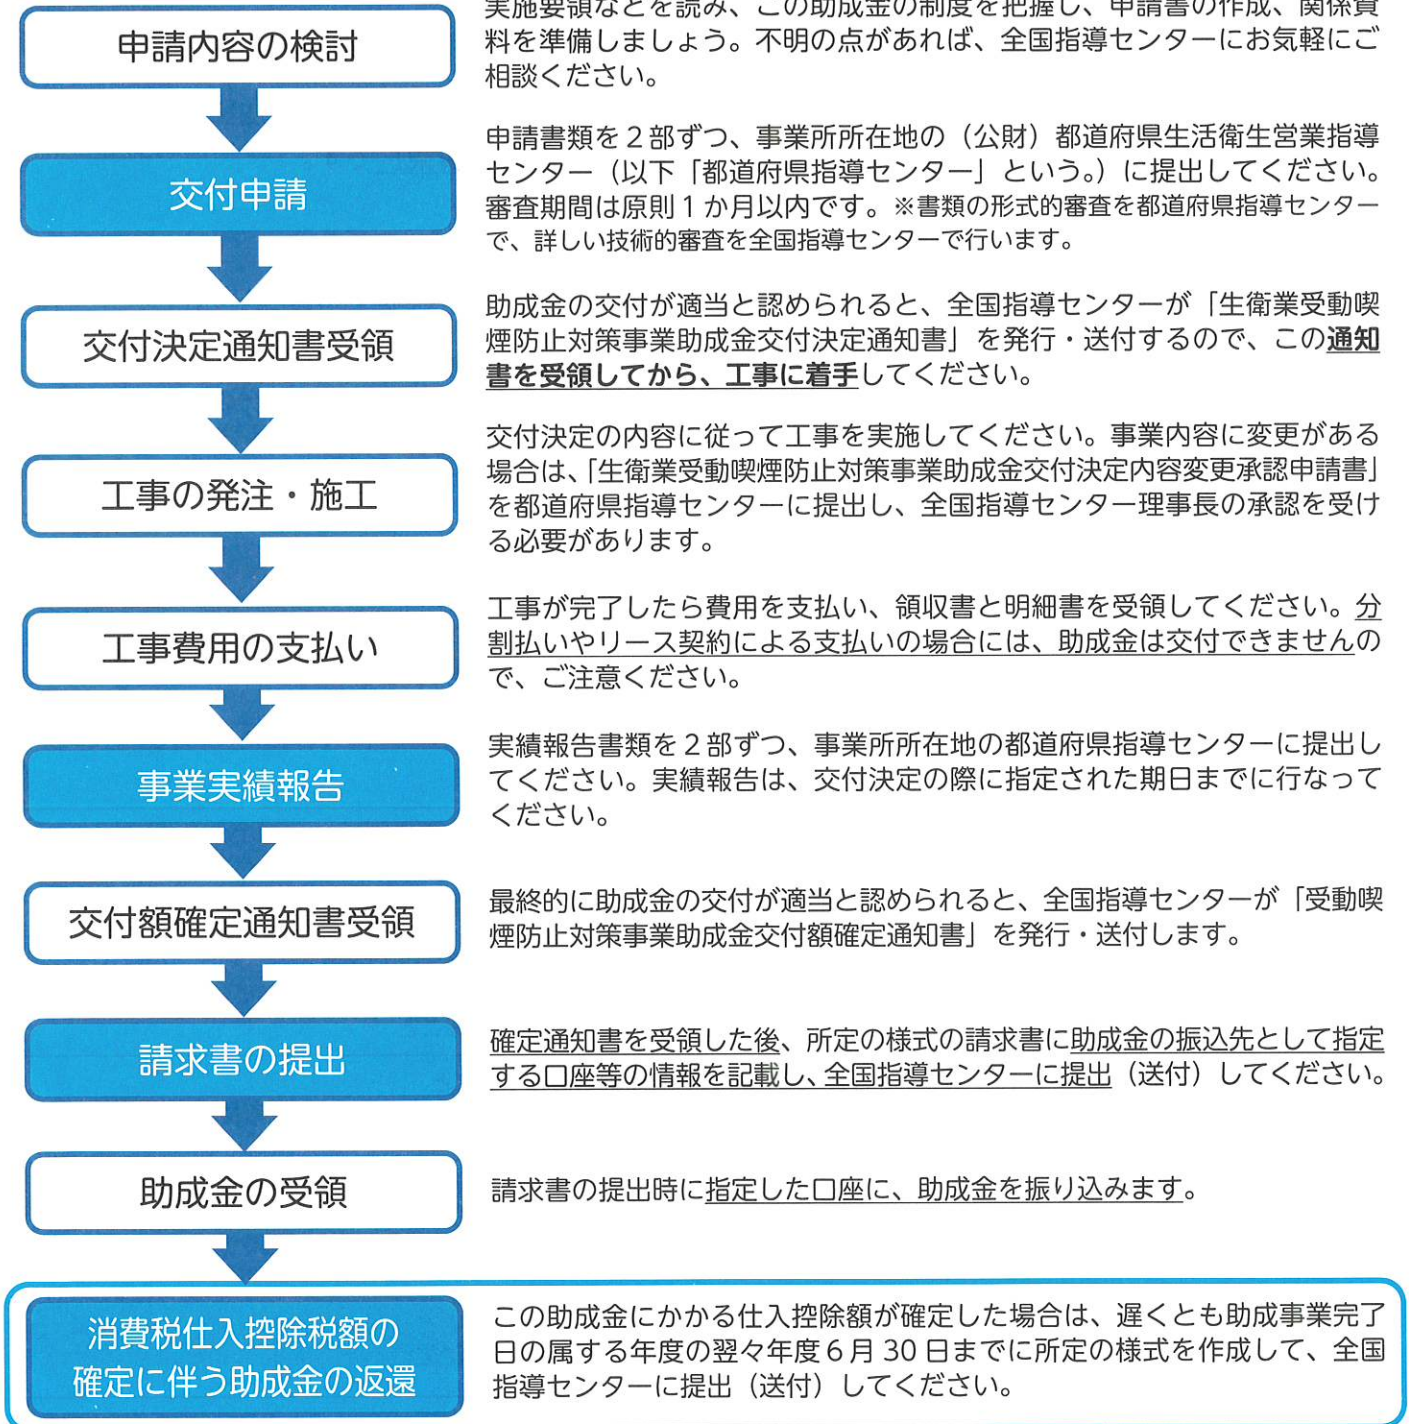 実施要領などを読み、この助成金の制度を把握し、申請書の作成、関係資
申請内容の検討
料を準備しましょう。不明の点があれば、全国指導センターにお気軽にご
相談ください。
申請書類を2部ずつ、事業所所在地の（公財）都道府県生活衛生営業指導
交付申請
センター（以下「都道府県指導センター」という。）に提出してください。
審査期間は原則1か月以内です。※書類の形式的審査を都道府県指導センター
で、詳しい技術的審査を全国指導センターで行います。
助成金の交付が適当と認められると、全国指導センターが「生衛業受動喫
交付決定通知書受領
煙防止対策事業助成金交付決定通知書」を発行・送付するので、この通知
書を受領してから、工事に着手してください。
交付決定の内容に従って工事を実施してください。事業内容に変更がある
場合は、「生衛業受動喫煙防止対策事業助成金交付決定内容変更承認申請書」
工事の発注・施工
を都道府県指導センターに提出し、全国指導センター理事長の承認を受け
る必要があります。
工事が完了したら費用を支払い、領収書と明細書を受領してください。分
工事費用の支払い
割払いやリース契約による支払いの場合には、助成金は交付できませんの
で、ご注意ください。
実績報告書類を2部ずつ、事業所所在地の都道府県指導センターに提出し
事業実績報告
てください。実績報告は、交付決定の際に指定された期日までに行なって
ください。
最終的に助成金の交付が適当と認められると、全国指導センターが「受動喫
交付額確定通知書受領
煙防止対策事業助成金交付額確定通知書」を発行・送付します。
確定通知書を受領した後、所定の様式の請求書に助成金の振込先として指定
請求書の提出
する口座等の情報を記載し、全国指導センターに提出（送付）してください。
助成金の受領
請求書の提出時に指定した口座に、助成金を振り込みます。
消費税仕入控除税額の
確定に伴う助成金の返還
この助成金にかかる仕入控除額が確定した場合は、遅くとも助成事業完了
日の属する年度の翌々年度6月30日までに所定の様式を作成して、全国
指導センターに提出（送付）してください。